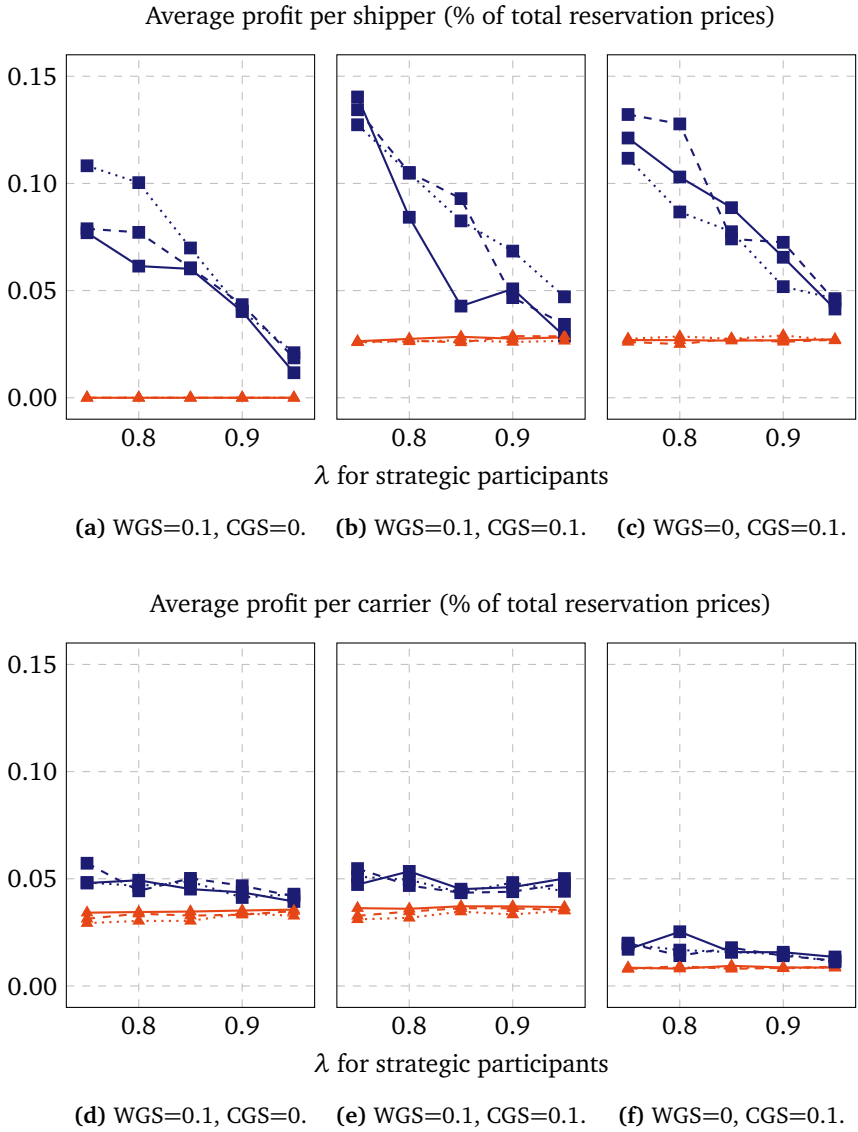 Average profit per shipper (% of total reservation prices)
0.15
0.10
0.05
0.00
0.8 0.9 0.8 0.9 0.8 0.9
λ for strategic participants
(a) WGS=0.1, CGS=0. (b) WGS=0.1, CGS=0.1. (c) WGS=0, CGS=0.1.
Average profit per carrier (% of total reservation prices)
0.15
0.10
0.05
0.00
0.8 0.9 0.8 0.9 0.8 0.9
λ for strategic participants
(d) WGS=0.1, CGS=0. (e) WGS=0.1, CGS=0.1. (f) WGS=0, CGS=0.1.